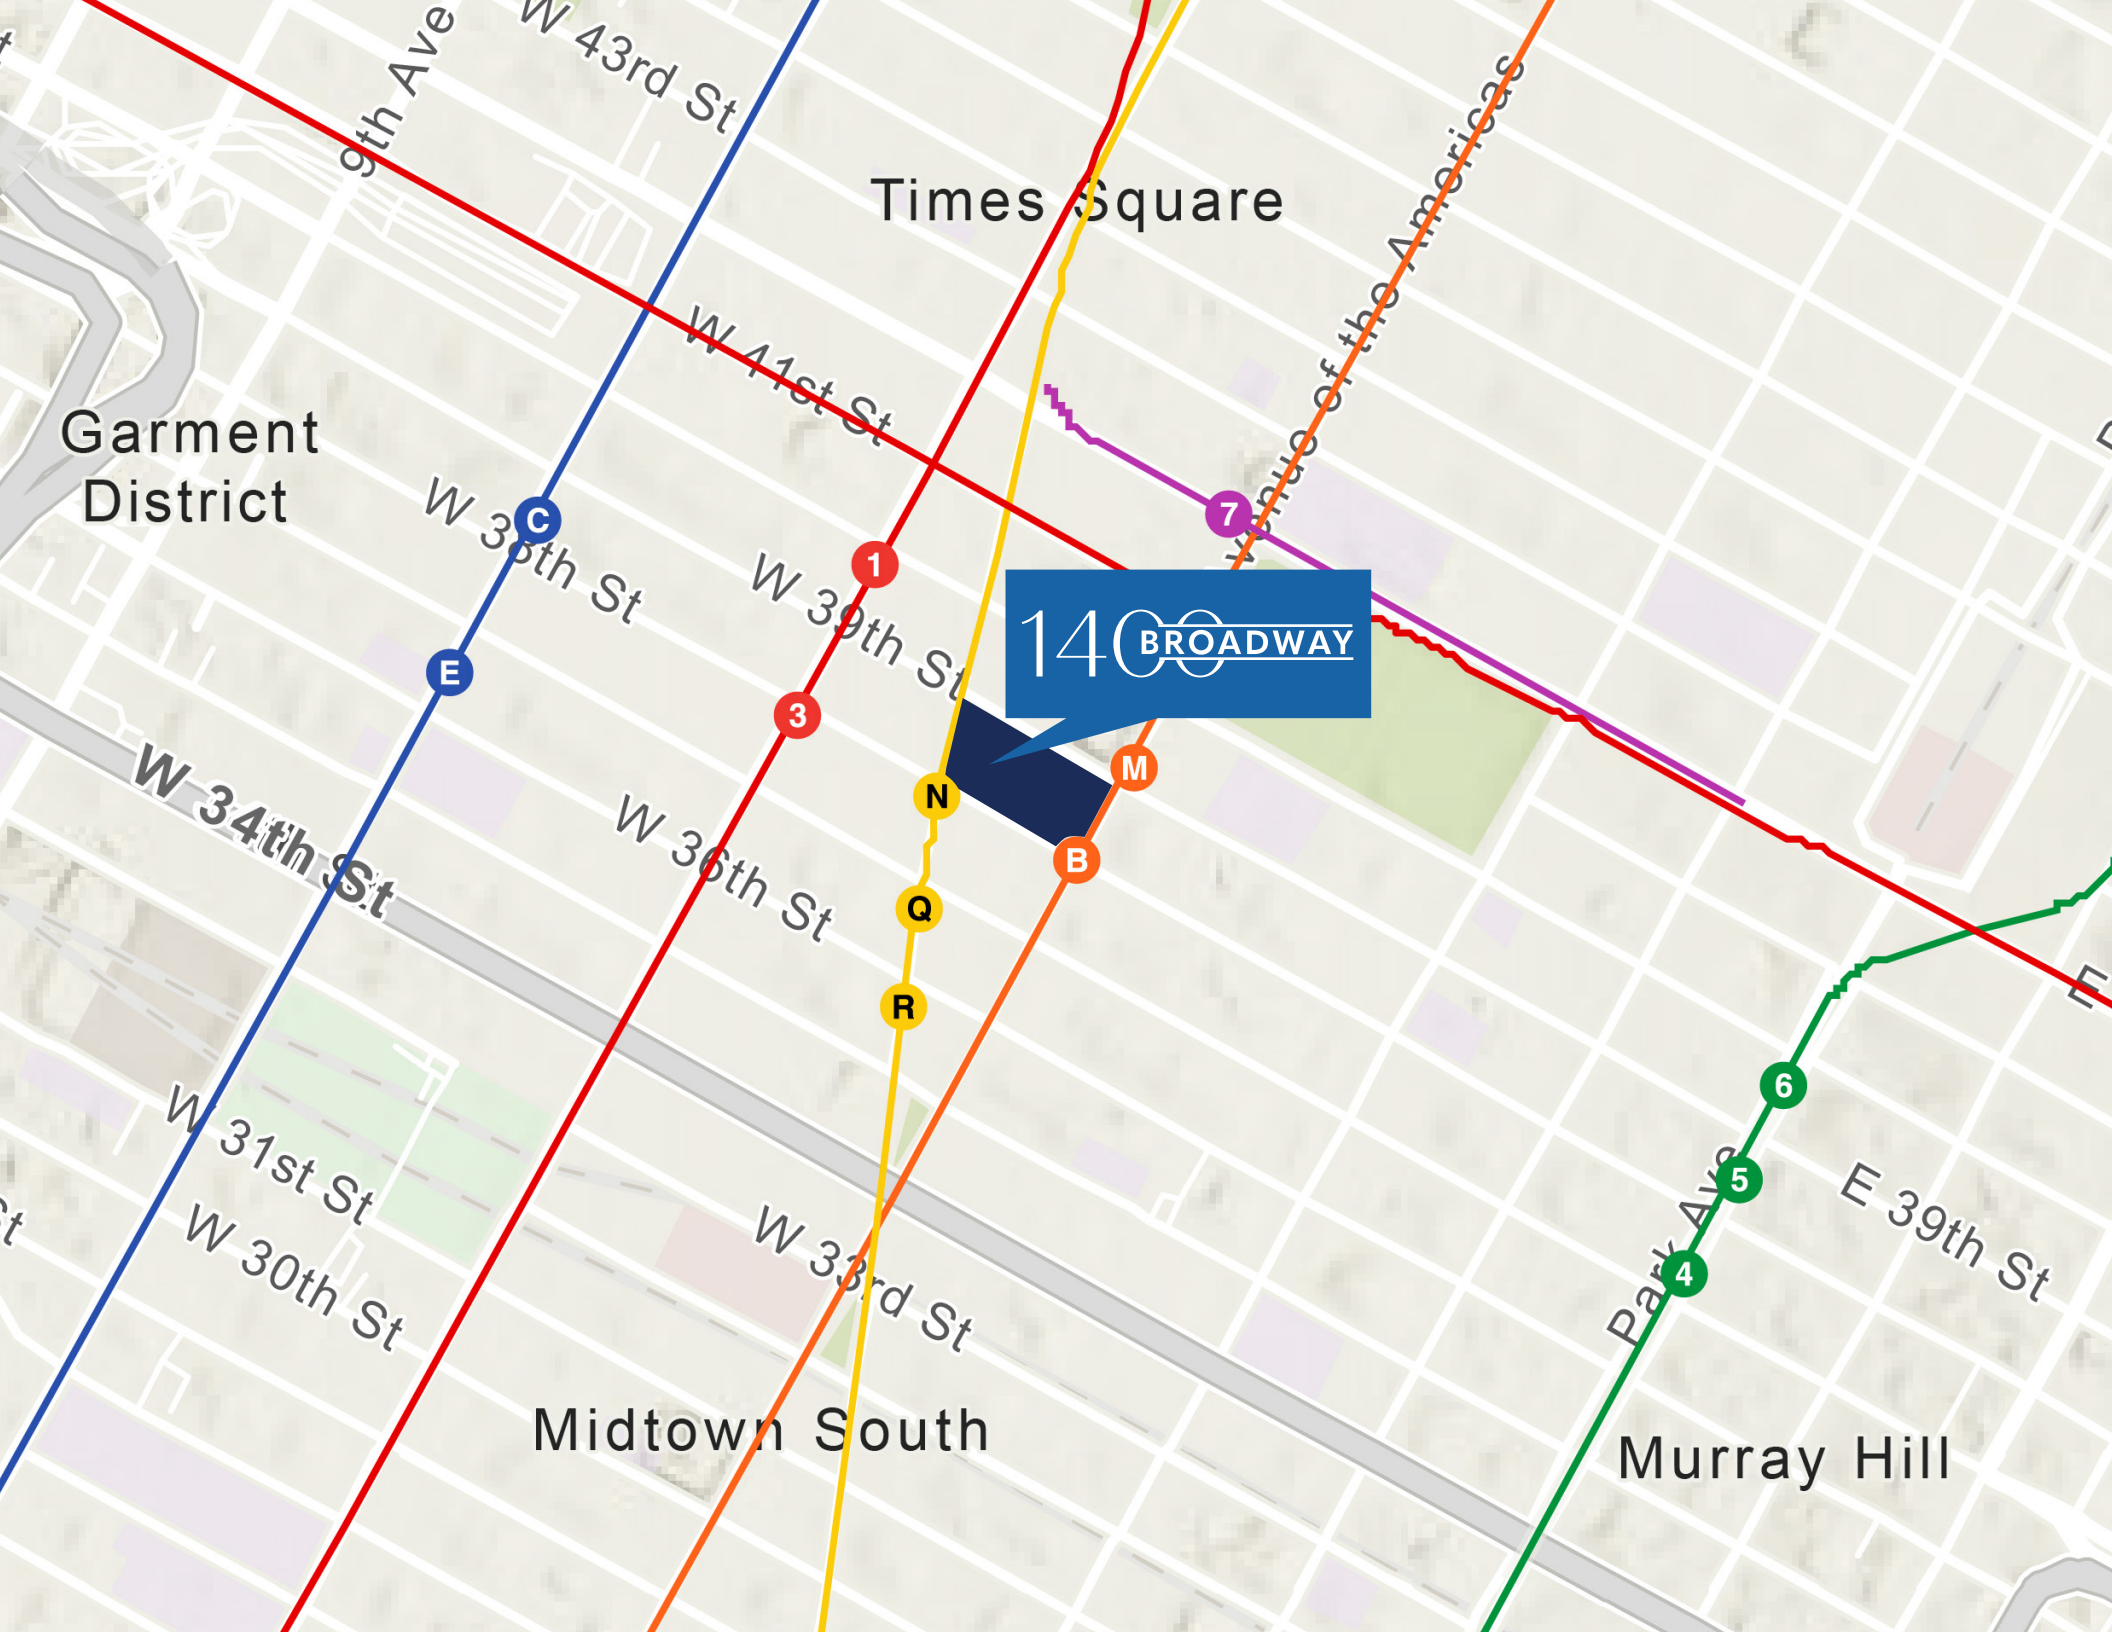 9th Ave
W 43rd St
Times Square
Avenue of the Americas
W 41st St
Garment
District
W 38th St
C
7
1
W 39th St
1400 BROADWAY
E
3
M
N
B
W 34th St
W 36th St
Q
R
E
6
5
4
Park Ave
E 39th St
W 31st St
St
W 30th St
W 33rd St
Midtown South
Murray Hill